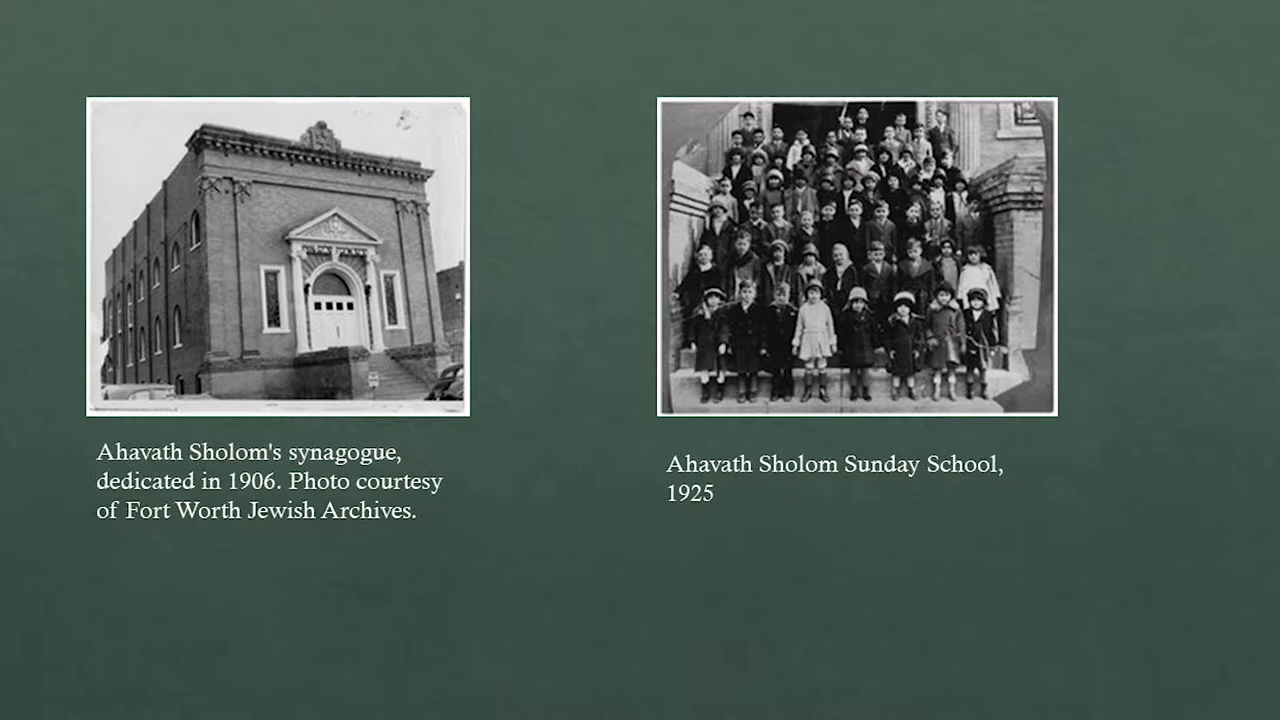 Ahavath Sholom's synagogue,
dedicated in 1906. Photo courtesy
of Fort Worth Jewish Archives.
Ahavath Sholom Sunday School,
1925